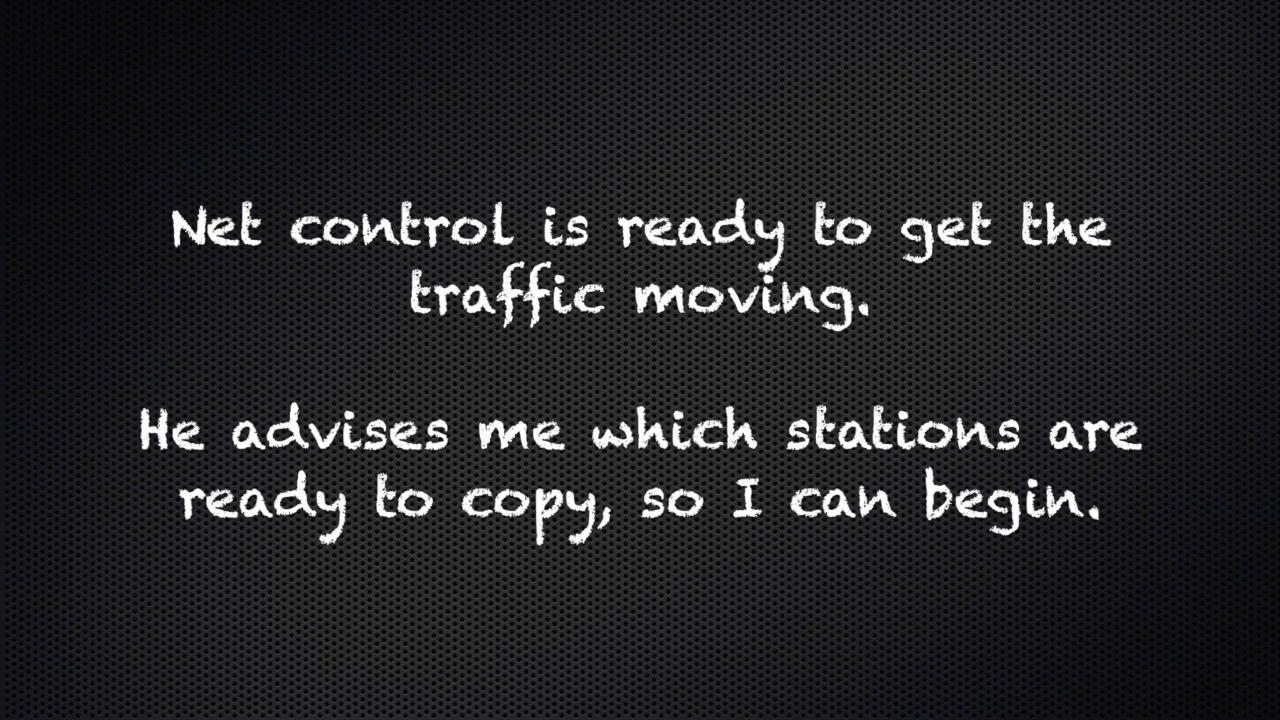 Net control is ready to get the
traffic moving.
He advises me which stations are
ready to copy, so I can begin.